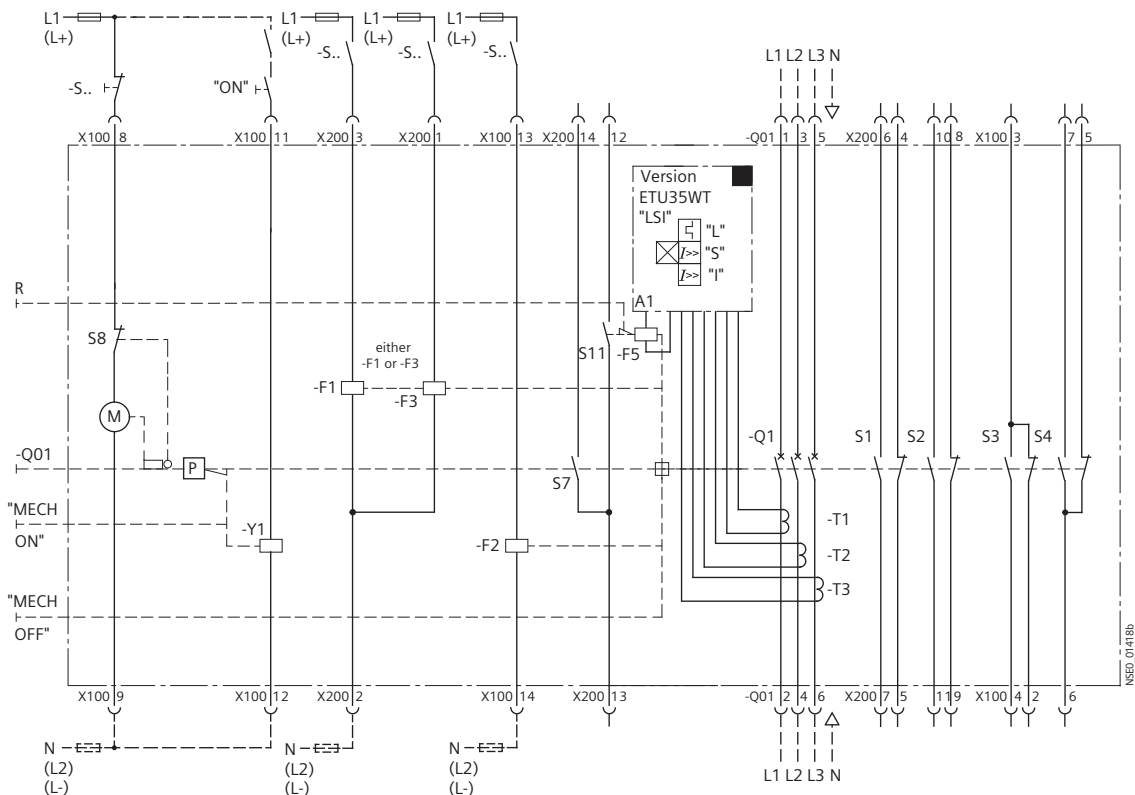 L1 L1 L1 L1
(L+) (L+) (L+) (L+)
-S.. -S.. -S..
L1 L2 L3 N
-S.. "ON"
X100 8 X100 11 X200 3 X200 1 X100 13 X200 14 12 -Q01 1 3 5 X200 6 4 10 8 X100 3 7 5
Version
ETU35WT
"LSI"
"L"
I>> "S"
I>> "I"
R
A1
S8
S11 -F5
either
-F1 or -F3
-F1 -F3
M
-Q1 S1 S2 S3 S4
-Q01
P
S7
"MECH
ON"
-Y1
-F2
-T1
-T2
-T3
"MECH
OFF"
NSE0_01418b
X100 9 X100 12 X200 2 X100 14 X200 13 -Q01 2 4 6 X200 7 5 11 9 X100 4 2 6
N N N
(L2) (L2) (L2)
(L-) (L-) (L-)
L1 L2 L3 N